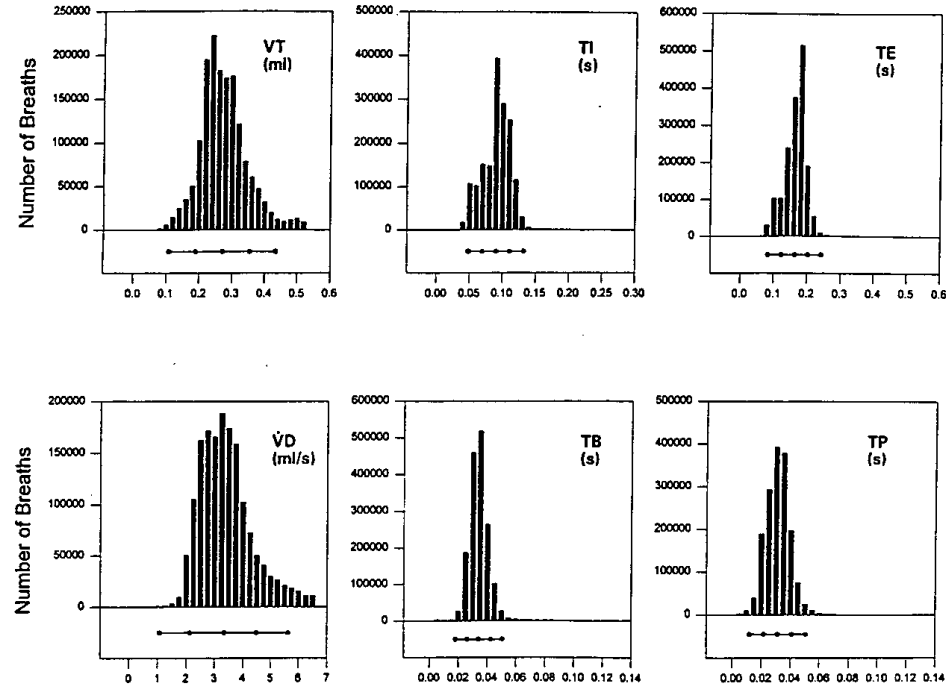 250000
200000
150000
100000
50000
0
VT
(ml)
Number of Breaths
0.0 0.1 0.2 0.3 0.4 0.5 0.6
500000
400000
300000
200000
100000
0
TI
(s)
0.00 0.05 0.10 0.15 0.20 0.25 0.30
600000
500000
400000
300000
200000
100000
0
TE
(s)
0.0 0.1 0.2 0.3 0.4 0.5 0.6
200000
150000
100000
50000
0
V̇D
(ml/s)
Number of Breaths
0 1 2 3 4 5 6 7
600000
500000
400000
300000
200000
100000
0
TB
(s)
0.00 0.02 0.04 0.06 0.08 0.10 0.12 0.14
500000
400000
300000
200000
100000
0
TP
(s)
0.00 0.02 0.04 0.06 0.08 0.10 0.12 0.14